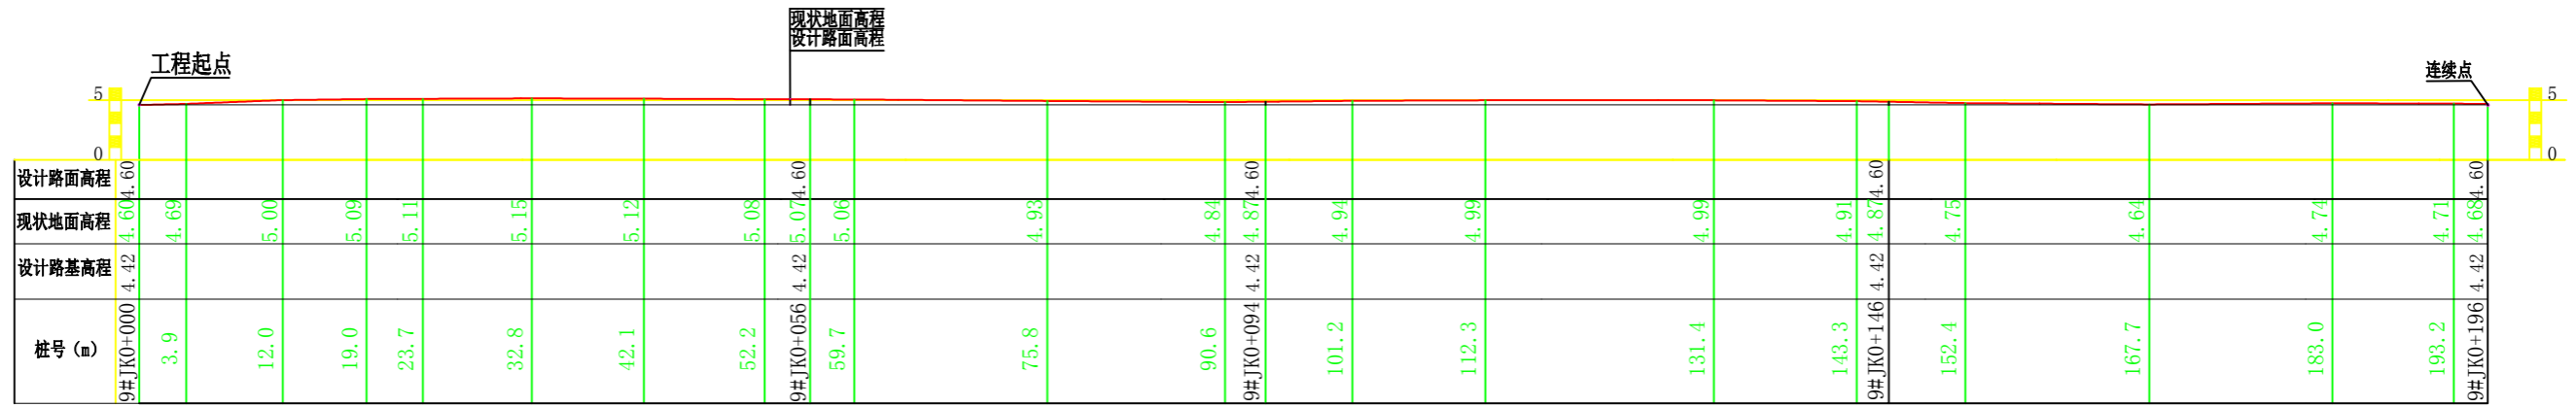 现状地面高程
设计路面高程
工程起点
连续点
5
5
0
0
设计路面高程 4.60 4.60 4.60 4.60 4.60
现状地面高程 4.60 4.69 5.00 5.09 5.11 5.15 5.12 5.08 5.07 5.06 4.93 4.84 4.87 4.94 4.99 4.99 4.91 4.87 4.75 4.64 4.74 4.71 4.68
设计路基高程 4.42 4.42 4.42 4.42 4.42
桩号（m） 9#JK0+000 3.9 12.0 19.0 23.7 32.8 42.1 52.2 9#JK0+056 59.7 75.8 90.6 9#JK0+094 101.2 112.3 131.4 143.3 9#JK0+146 152.4 167.7 183.0 193.2 9#JK0+196